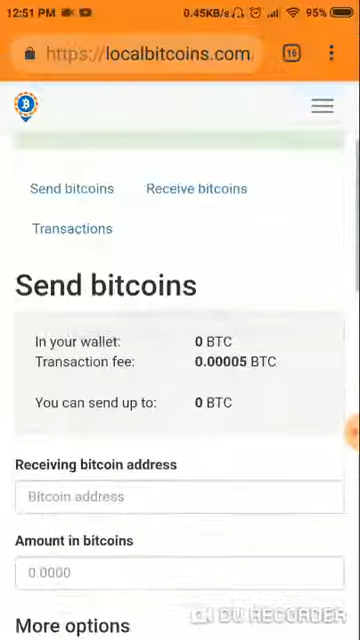 12:51 PM 0.45KB/s 95%
https://localbitcoins.com 16
Send bitcoins Receive bitcoins
Transactions
Send bitcoins
In your wallet: 0 BTC
Transaction fee: 0.00005 BTC
You can send up to: 0 BTC
Receiving bitcoin address
Bitcoin address
Amount in bitcoins
0.0000
DU RECORDER
More options